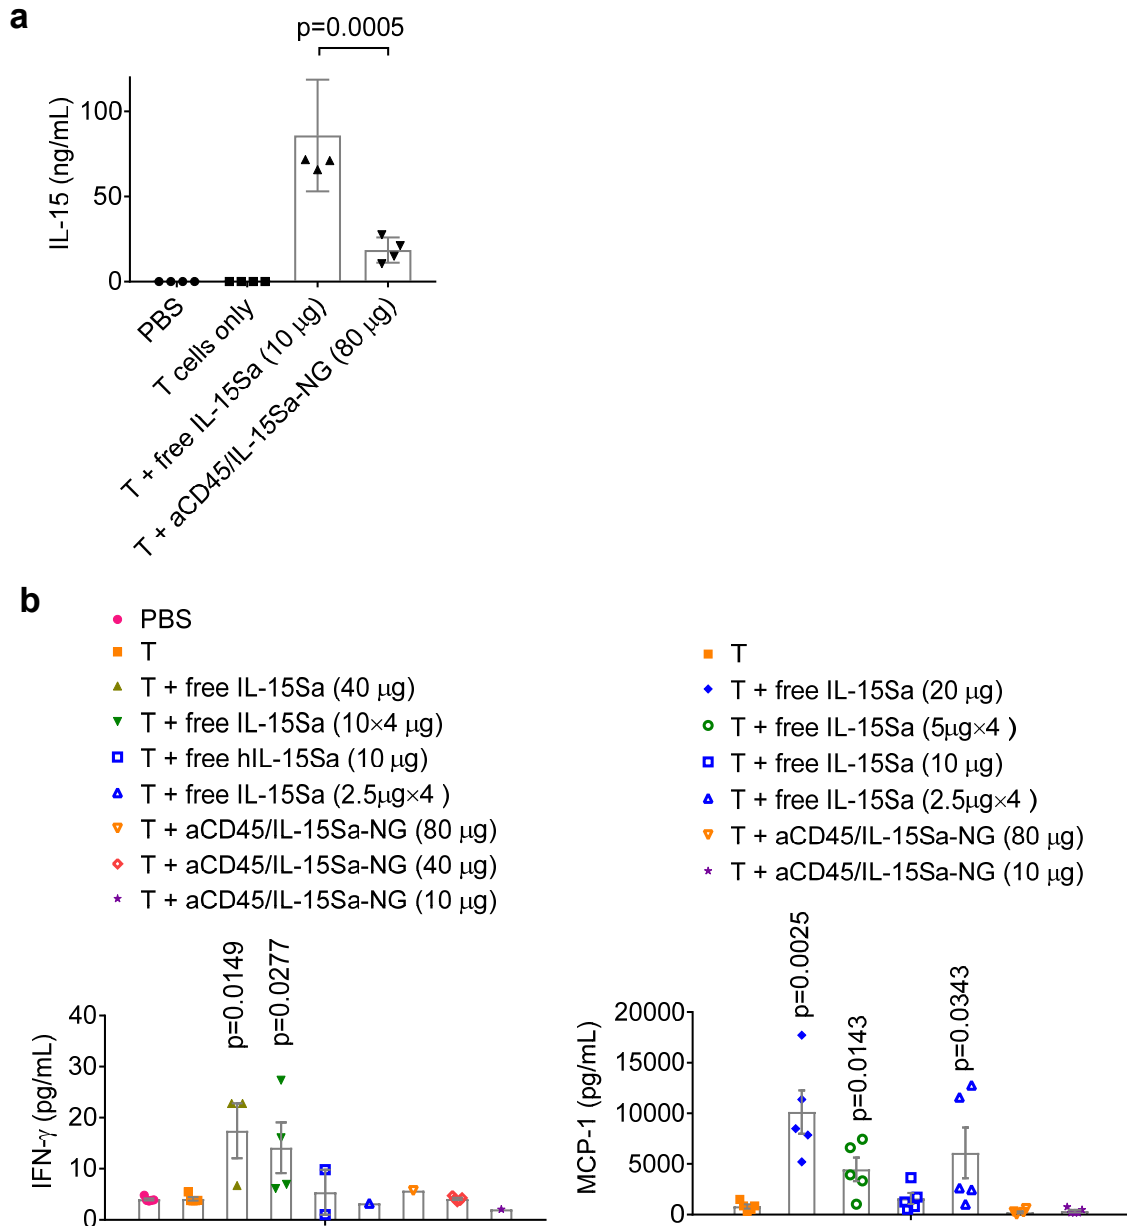 a
p=0.0005
IL-15 (ng/mL)
100
50
0
PBS
T cells only
T + free IL-15Sa (10 μg)
T + aCD45/IL-15Sa-NG (80 μg)
b
PBS
T
T + free IL-15Sa (40 μg)
T + free IL-15Sa (10×4 μg)
T + free hIL-15Sa (10 μg)
T + free IL-15Sa (2.5μg×4 )
T + aCD45/IL-15Sa-NG (80 μg)
T + aCD45/IL-15Sa-NG (40 μg)
T + aCD45/IL-15Sa-NG (10 μg)
p=0.0149
p=0.0277
IFN-γ (pg/mL)
40
30
20
10
0
T
T + free IL-15Sa (20 μg)
T + free IL-15Sa (5μg×4 )
T + free IL-15Sa (10 μg)
T + free IL-15Sa (2.5μg×4 )
T + aCD45/IL-15Sa-NG (80 μg)
T + aCD45/IL-15Sa-NG (10 μg)
p=0.0025
p=0.0143
p=0.0343
MCP-1 (pg/mL)
20000
15000
10000
5000
0